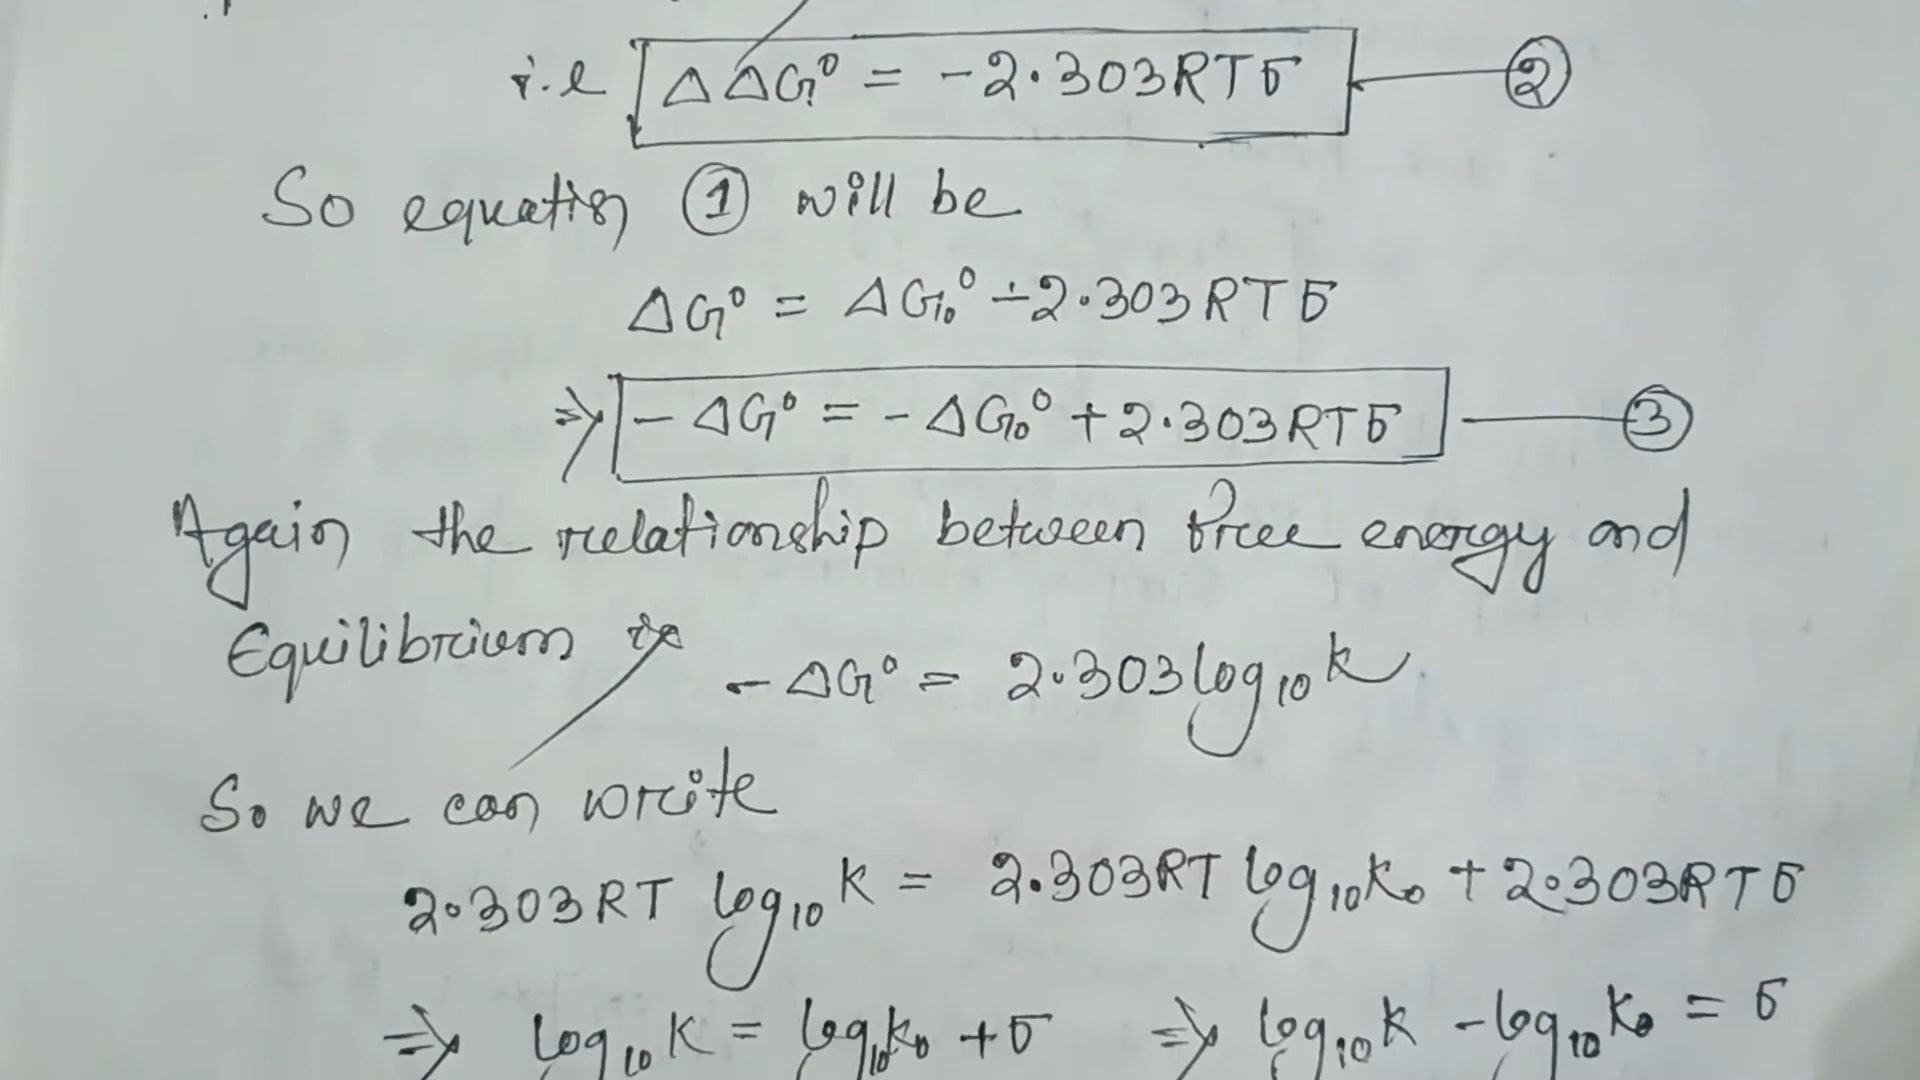 i.e ΔΔG° = -2.303RTσ ②
So equation ① will be
ΔG° = ΔG₀° - 2.303RTσ
⇒ -ΔG° = -ΔG₀° + 2.303RTσ ③
Again the relationship between free energy and
Equilibrium is
-ΔG° = 2.303log₁₀K
So we can write
2.303RT log₁₀K = 2.303RT log₁₀K₀ + 2.303RTσ
⇒ log₁₀K = log₁₀K₀ + σ ⇒ log₁₀K - log₁₀K₀ = σ